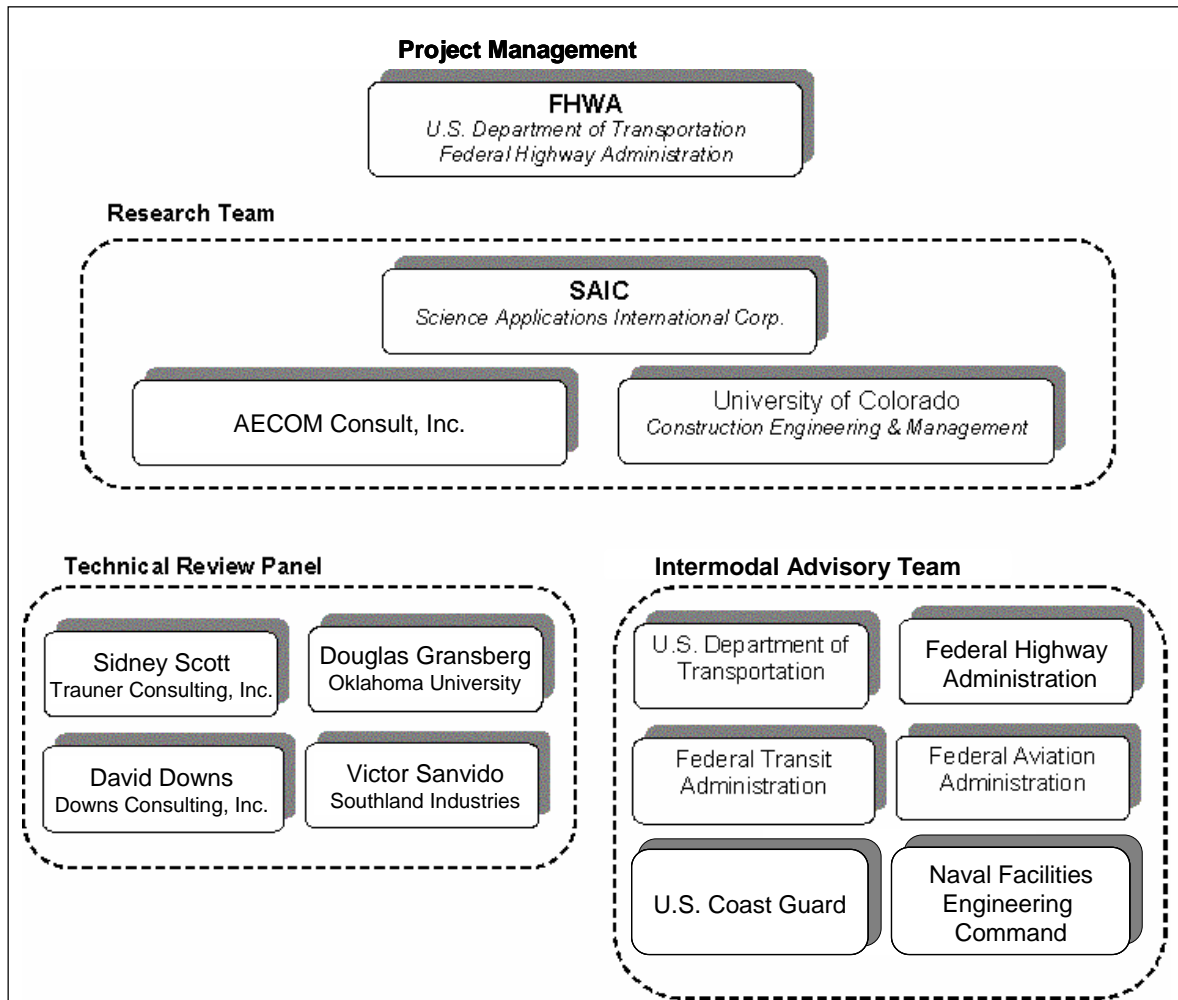 Project Management
FHWA
U.S. Department of Transportation
Federal Highway Administration
Research Team
SAIC
Science Applications International Corp.
AECOM Consult, Inc.
University of Colorado
Construction Engineering & Management
Technical Review Panel
Sidney Scott
Trauner Consulting, Inc.
Douglas Gransberg
Oklahoma University
David Downs
Downs Consulting, Inc.
Victor Sanvido
Southland Industries
Intermodal Advisory Team
U.S. Department of
Transportation
Federal Highway
Administration
Federal Transit
Administration
Federal Aviation
Administration
U.S. Coast Guard
Naval Facilities
Engineering
Command